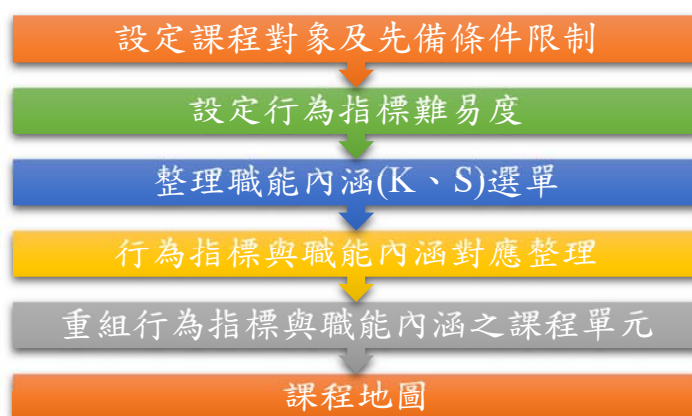 設定課程對象及先備條件限制
設定行為指標難易度
整理職能內涵(K、S)選單
行為指標與職能內涵對應整理
重組行為指標與職能內涵之課程單元
課程地圖